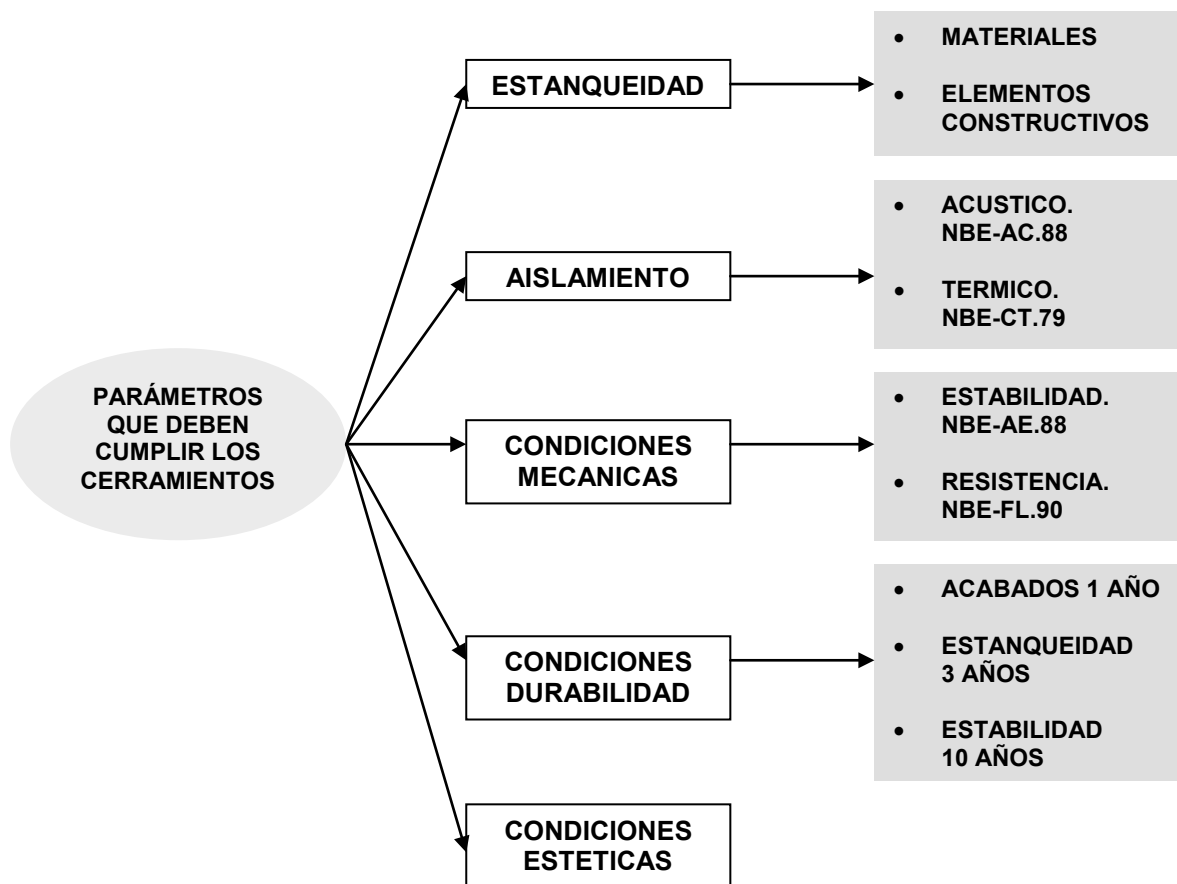 PARÁMETROS
QUE DEBEN
CUMPLIR LOS
CERRAMIENTOS
ESTANQUEIDAD
• MATERIALES
• ELEMENTOS
CONSTRUCTIVOS
AISLAMIENTO
• ACUSTICO.
NBE-AC.88
• TERMICO.
NBE-CT.79
CONDICIONES
MECANICAS
• ESTABILIDAD.
NBE-AE.88
• RESISTENCIA.
NBE-FL.90
CONDICIONES
DURABILIDAD
• ACABADOS 1 AÑO
• ESTANQUEIDAD
3 AÑOS
• ESTABILIDAD
10 AÑOS
CONDICIONES
ESTETICAS